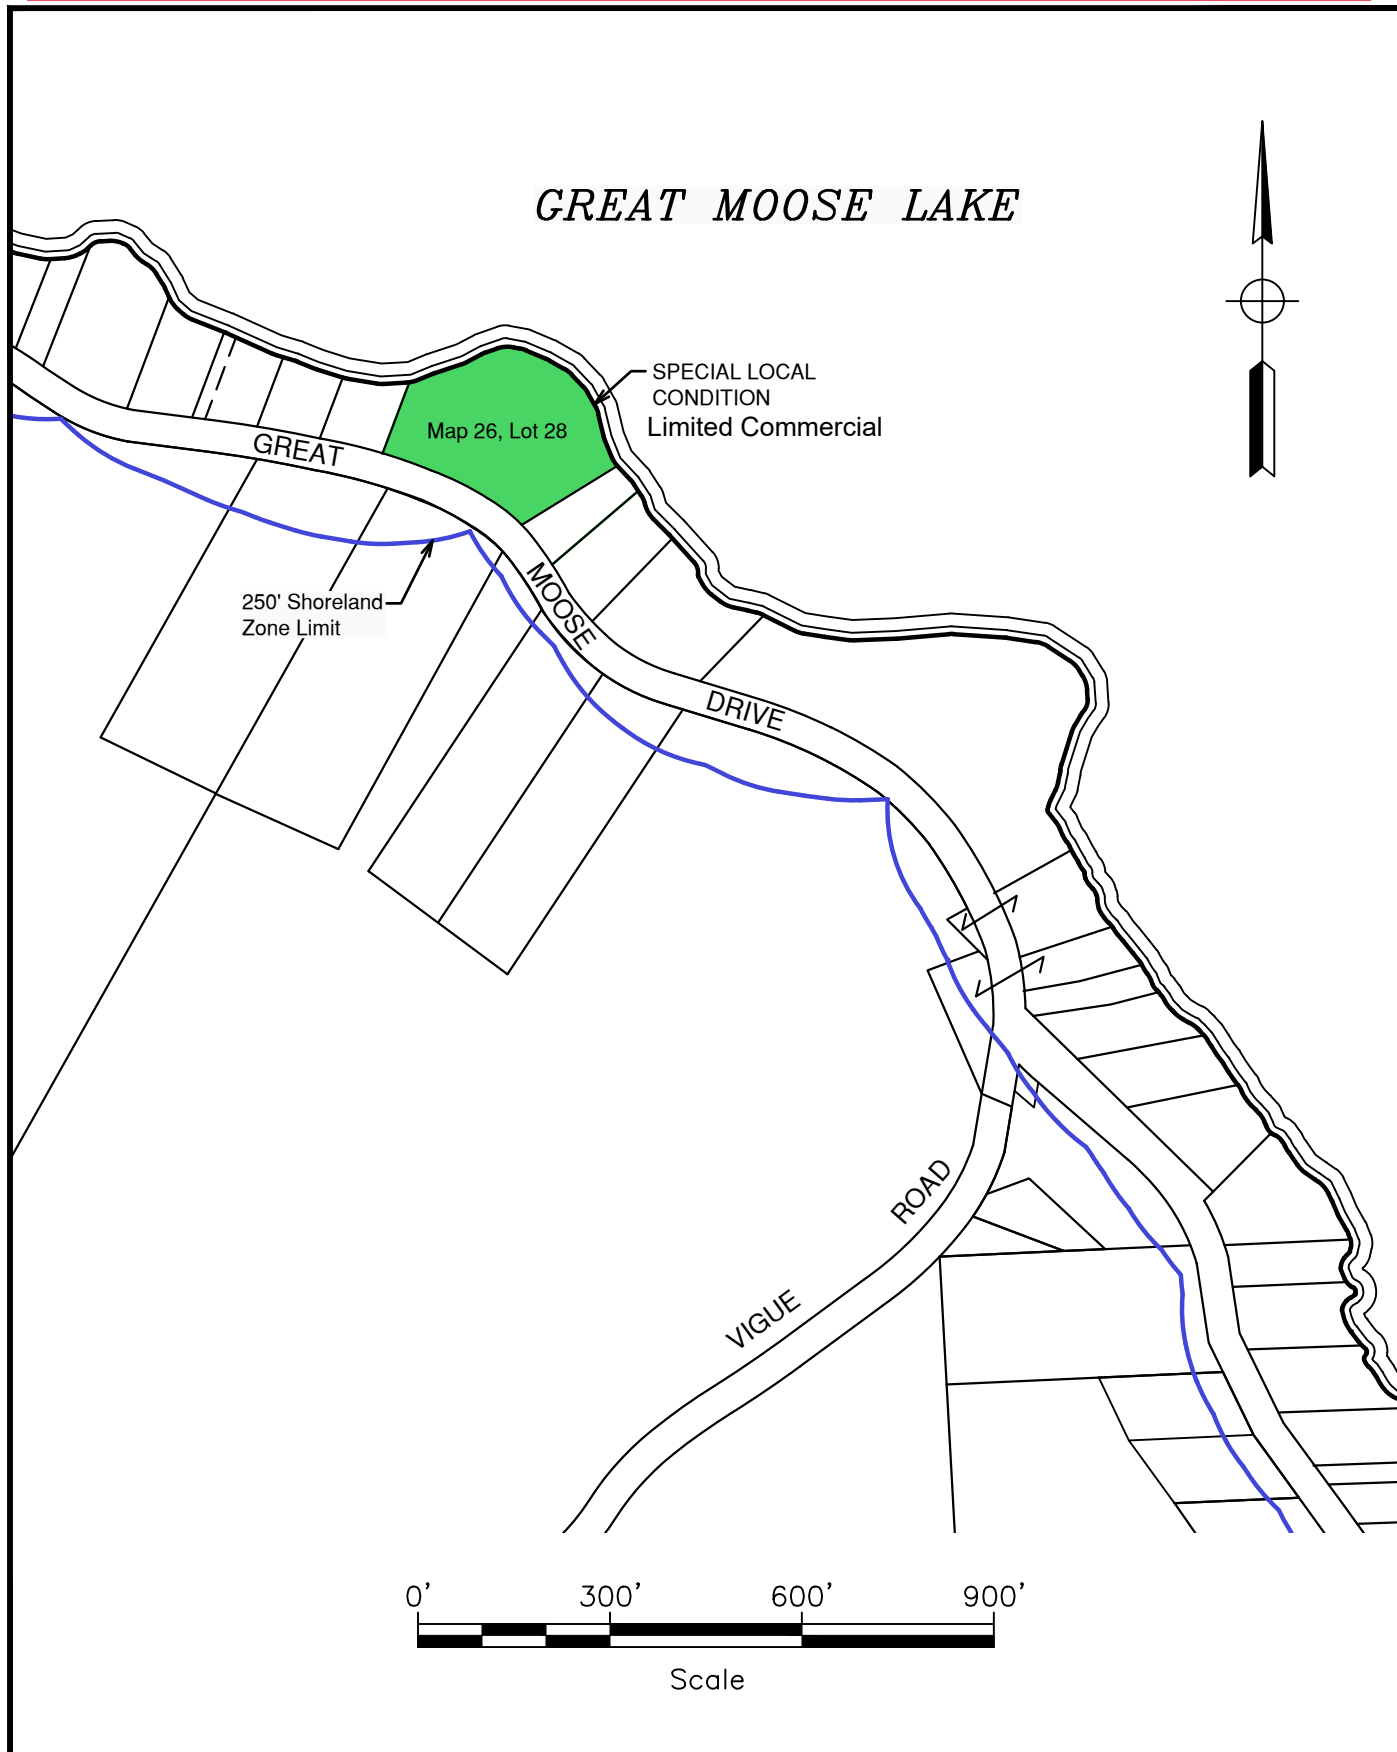 GREAT MOOSE LAKE
SPECIAL LOCAL
CONDITION
Limited Commercial
Map 26, Lot 28
GREAT
MOOSE
DRIVE
250' Shoreland
Zone Limit
ROAD
VIGUE
0' 300' 600' 900'
Scale